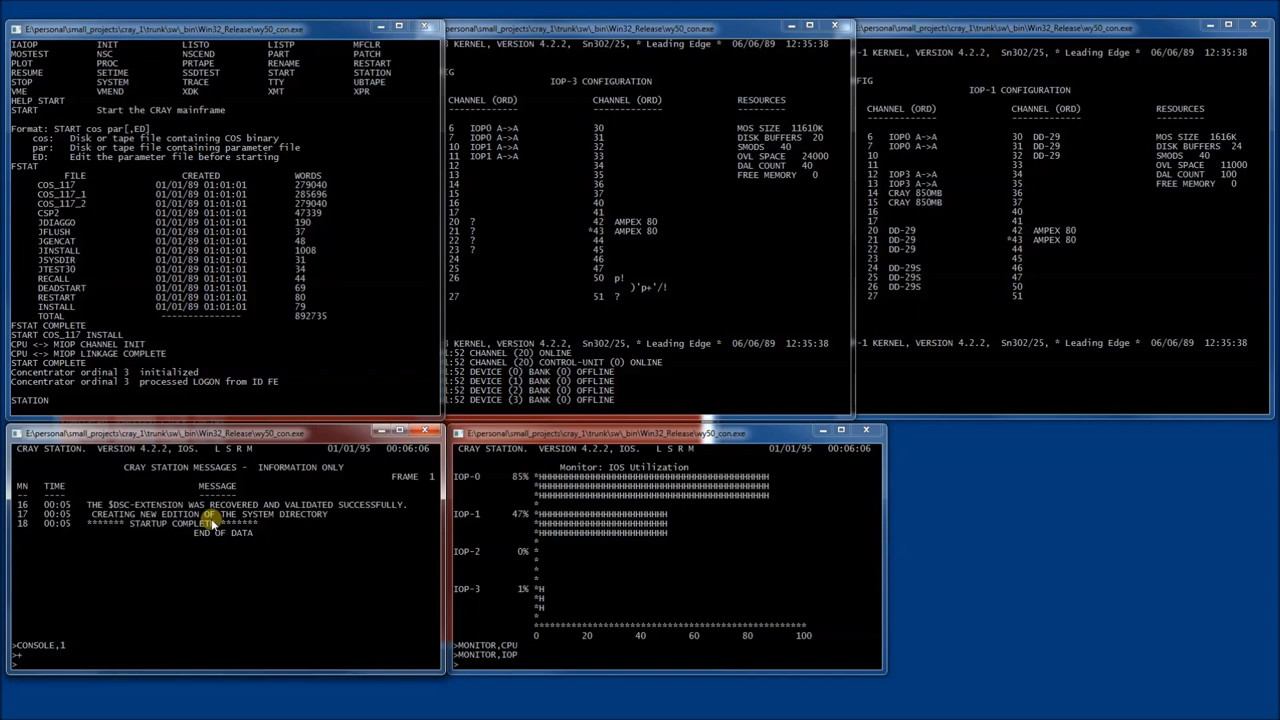 E:\personal\small_projects\cray_1\trunk\sw\_bin\Win32_Release\wy50_con.exe
IAIOP INIT LISTO LISTP MFCLR
MOSTEST NSC NSCEND PART PATCH
PLOT PROC PRTAPE RENAME RESTART
RESUME SETIME SSDTEST START STATION
STOP SYSTEM TRACE TTY UBTAPE
VME VMEND XDK XMT XPR
HELP START
START Start the CRAY mainframe
Format: START cos par[,ED]
cos: Disk or tape file containing COS binary
par: Disk or tape file containing parameter file
ED: Edit the parameter file before starting
FSTAT
FILE CREATED WORDS
COS_117 01/01/89 01:01:01 279040
COS_117_1 01/01/89 01:01:01 285696
COS_117_2 01/01/89 01:01:01 279040
CSP2 01/01/89 01:01:01 47339
JDIAGGO 01/01/89 01:01:01 190
JFLUSH 01/01/89 01:01:01 37
JGENCAT 01/01/89 01:01:01 48
JINSTALL 01/01/89 01:01:01 1008
JSYSDIR 01/01/89 01:01:01 31
JTEST30 01/01/89 01:01:01 34
RECALL 01/01/89 01:01:01 44
DEADSTART 01/01/89 01:01:01 69
RESTART 01/01/89 01:01:01 80
INSTALL 01/01/89 01:01:01 79
TOTAL --------------- 892735
FSTAT COMPLETE
START COS_117 INSTALL
CPU <-> MIOP CHANNEL INIT
CPU <-> MIOP LINKAGE COMPLETE
START COMPLETE
Concentrator ordinal 3 initialized
Concentrator ordinal 3 processed LOGON from ID FE
STATION
personal\small_projects\cray_1\trunk\sw\_bin\Win32_Release\wy50_con.exe
3 KERNEL, VERSION 4.2.2, Sn302/25, * Leading Edge * 06/06/89 12:35:38
IG
IOP-3 CONFIGURATION
CHANNEL (ORD) CHANNEL (ORD) RESOURCES
------------- ------------- ---------
6 IOP0 A->A 30 MOS SIZE 11610K
7 IOP0 A->A 31 DISK BUFFERS 20
10 IOP1 A->A 32 SMODS 40
11 IOP1 A->A 33 OVL SPACE 24000
12 34 DAL COUNT 40
13 35 FREE MEMORY 0
14 36
15 37
16 40
17 41
20 ? 42 AMPEX 80
21 ? *43 AMPEX 80
22 ? 44
23 ? 45
24 46
25 47
26 50 p!
)'p+'/!
27 51 ?
3 KERNEL, VERSION 4.2.2, Sn302/25, * Leading Edge * 06/06/89 12:35:38
:52 CHANNEL (20) ONLINE
:52 CHANNEL (20) CONTROL-UNIT (0) ONLINE
:52 DEVICE (0) BANK (0) OFFLINE
:52 DEVICE (1) BANK (0) OFFLINE
:52 DEVICE (2) BANK (0) OFFLINE
:52 DEVICE (3) BANK (0) OFFLINE
personal\small_projects\cray_1\trunk\sw\_bin\Win32_Release\wy50_con.exe
-1 KERNEL, VERSION 4.2.2, Sn302/25, * Leading Edge * 06/06/89 12:35:38
FIG
IOP-1 CONFIGURATION
CHANNEL (ORD) CHANNEL (ORD) RESOURCES
------------- ------------- ---------
6 IOP0 A->A 30 DD-29 MOS SIZE 1616K
7 IOP0 A->A 31 DD-29 DISK BUFFERS 24
10 32 DD-29 SMODS 40
11 33 OVL SPACE 11000
12 IOP3 A->A 34 DAL COUNT 100
13 IOP3 A->A 35 FREE MEMORY 0
14 CRAY 850MB 36
15 CRAY 850MB 37
16 40
17 41
20 DD-29 42 AMPEX 80
21 DD-29 *43 AMPEX 80
22 DD-29 44
23 45
24 DD-29S 46
25 DD-29S 47
26 DD-29S 50
27 51
-1 KERNEL, VERSION 4.2.2, Sn302/25, * Leading Edge * 06/06/89 12:35:38
E:\personal\small_projects\cray_1\trunk\sw\_bin\Win32_Release\wy50_con.exe
CRAY STATION. VERSION 4.2.2, IOS. L S R M 01/01/95 00:06:06
CRAY STATION MESSAGES - INFORMATION ONLY
FRAME 1
MN TIME MESSAGE
-- ---- -------
16 00:05 THE $DSC-EXTENSION WAS RECOVERED AND VALIDATED SUCCESSFULLY.
17 00:05 CREATING NEW EDITION OF THE SYSTEM DIRECTORY
18 00:05 ******* STARTUP COMPLETE *******
END OF DATA
>CONSOLE,1
>+
>
E:\personal\small_projects\cray_1\trunk\sw\_bin\Win32_Release\wy50_con.exe
CRAY STATION. VERSION 4.2.2, IOS. L S R M 01/01/95 00:06:06
Monitor: IOS Utilization
IOP-0 85% *HHHHHHHHHHHHHHHHHHHHHHHHHHHHHHHHHHHHHHHHHHH
*HHHHHHHHHHHHHHHHHHHHHHHHHHHHHHHHHHHHHHHHHHH
*HHHHHHHHHHHHHHHHHHHHHHHHHHHHHHHHHHHHHHHHHHH
*
IOP-1 47% *HHHHHHHHHHHHHHHHHHHHHHHH
*HHHHHHHHHHHHHHHHHHHHHHHH
*HHHHHHHHHHHHHHHHHHHHHHHH
*
IOP-2 0% *
*
*
*
IOP-3 1% *H
*H
*H
*
***************************************************
0 20 40 60 80 100
>MONITOR,CPU
>MONITOR,IOP
>